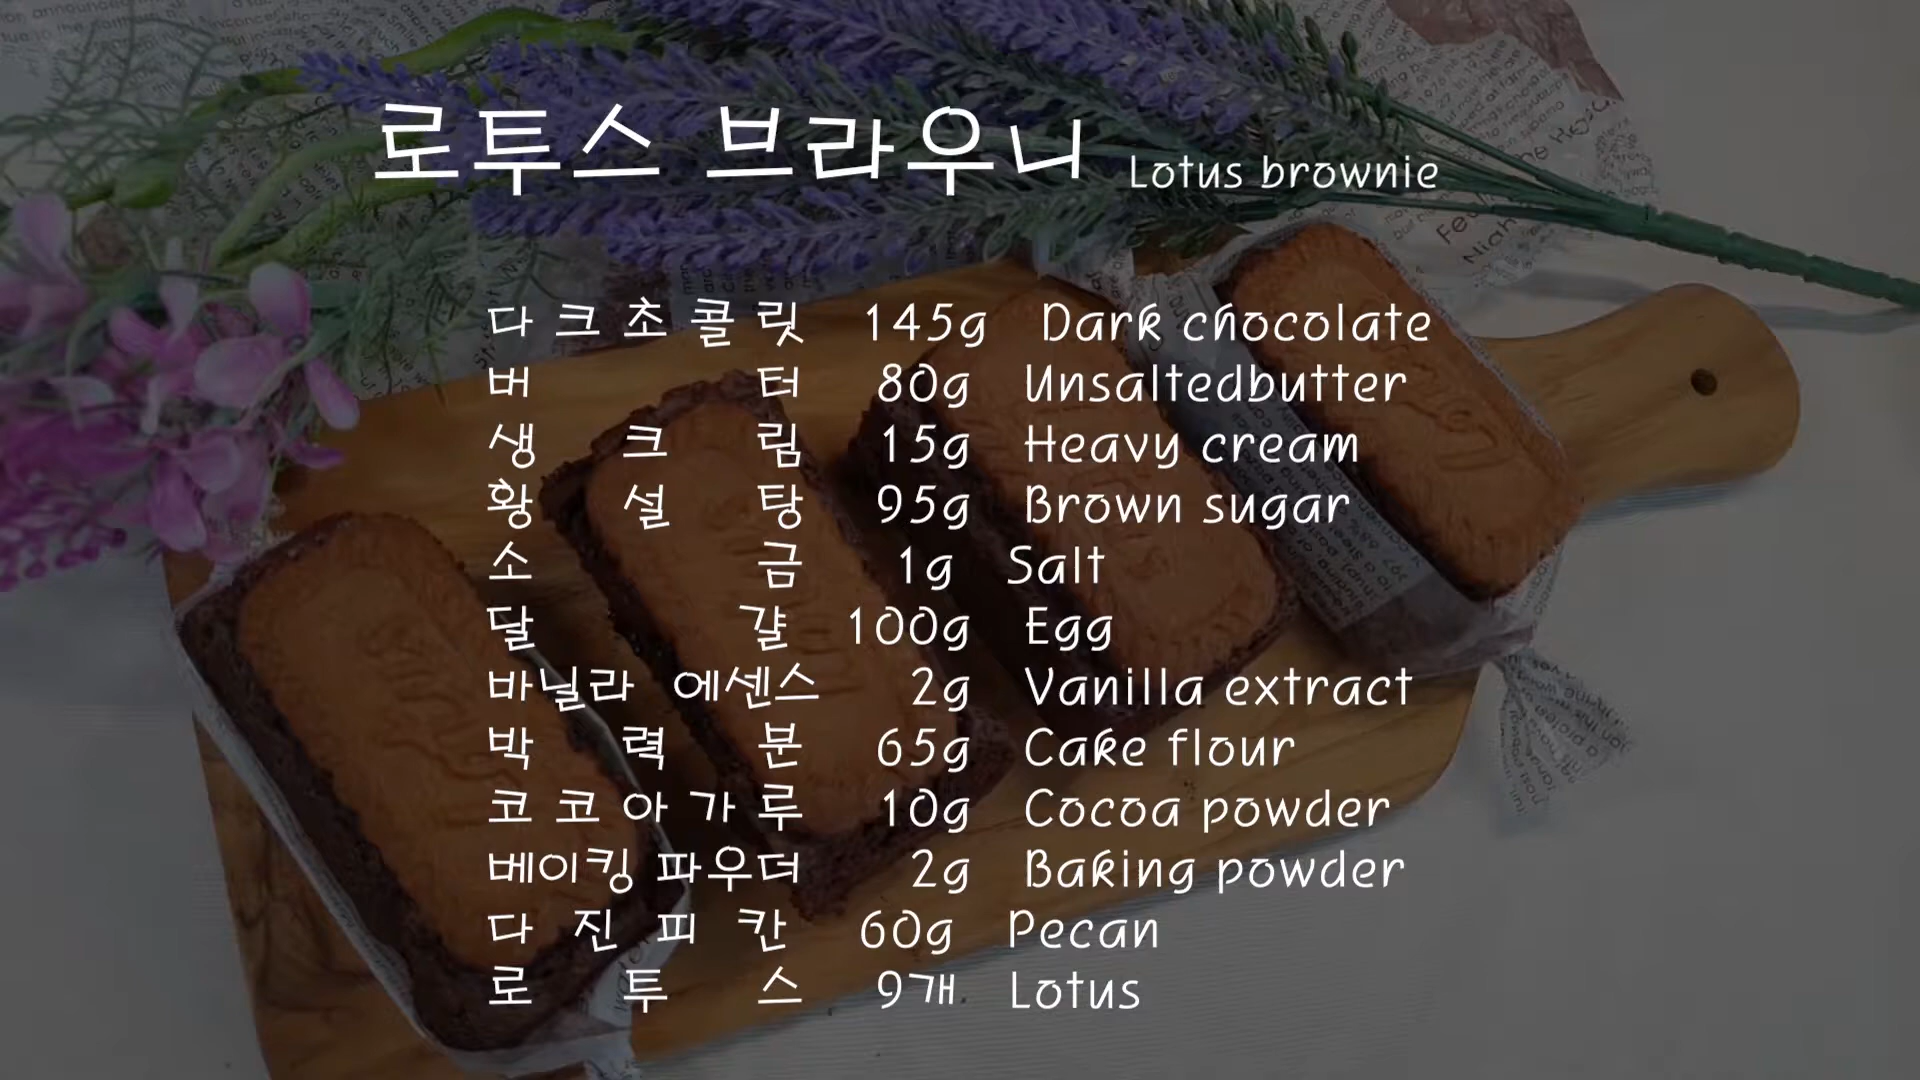 로투스 브라우니 Lotus brownie
다크초콜릿 145g Dark chocolate
버터 80g Unsaltedbutter
생크림 15g Heavy cream
황설탕 95g Brown sugar
소금 1g Salt
달걀 100g Egg
바닐라 에센스 2g Vanilla extract
박력분 65g Cake flour
코코아가루 10g Cocoa powder
베이킹 파우더 2g Baking powder
다진피칸 60g Pecan
로투스 9개 Lotus